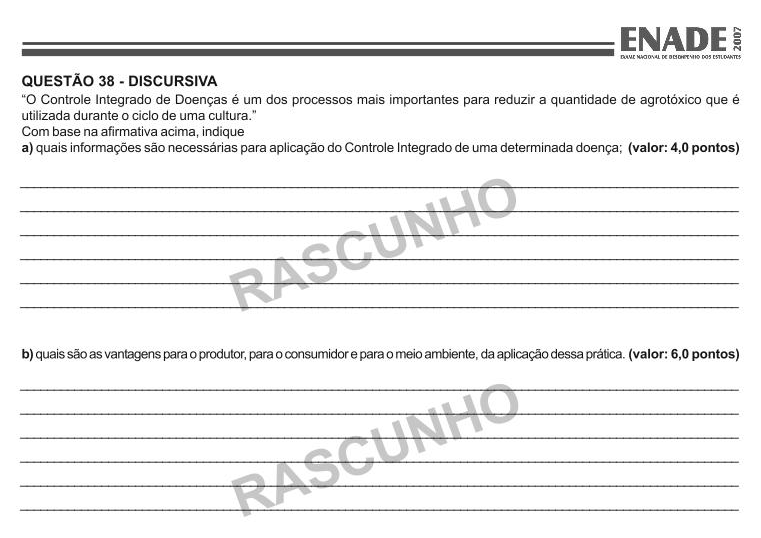 ENADE 2007
EXAME NACIONAL DE DESEMPENHO DOS ESTUDANTES
QUESTÃO 38 - DISCURSIVA
“O Controle Integrado de Doenças é um dos processos mais importantes para reduzir a quantidade de agrotóxico que é
utilizada durante o ciclo de uma cultura.”
Com base na afirmativa acima, indique
a) quais informações são necessárias para aplicação do Controle Integrado de uma determinada doença; (valor: 4,0 pontos)
RASCUNHO
b) quais são as vantagens para o produtor, para o consumidor e para o meio ambiente, da aplicação dessa prática. (valor: 6,0 pontos)
RASCUNHO